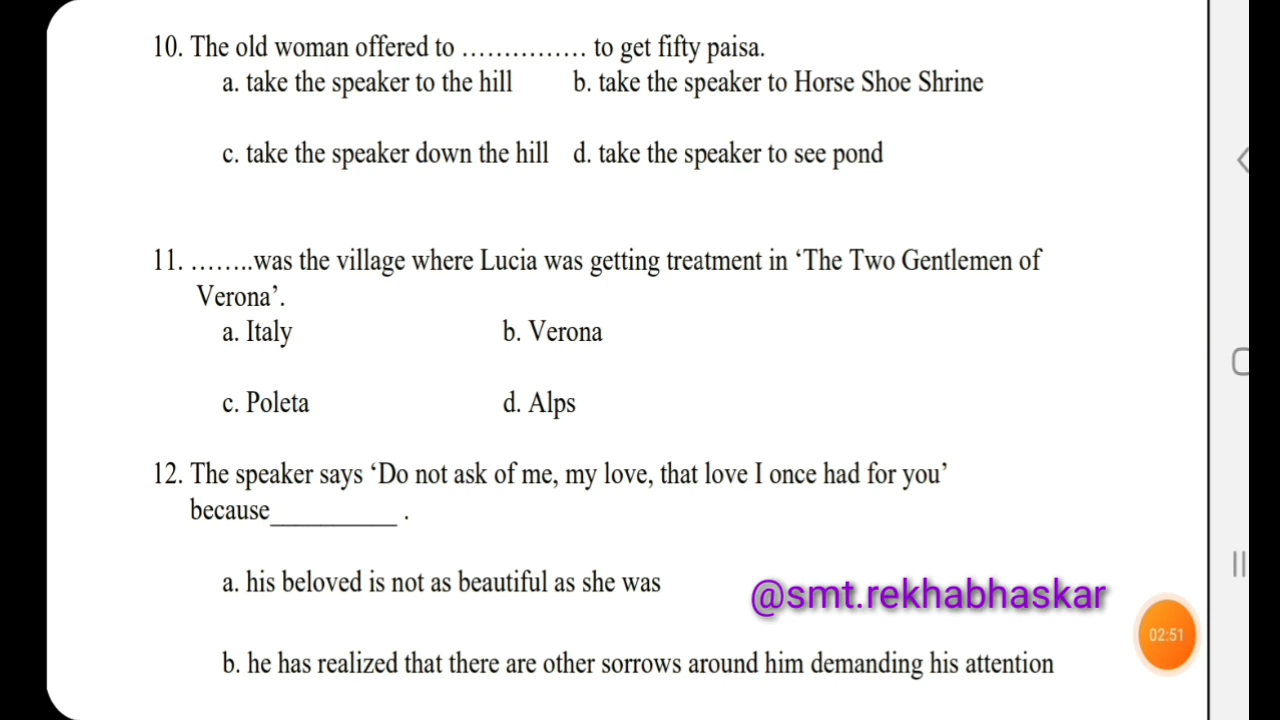 10. The old woman offered to …………… to get fifty paisa.
a. take the speaker to the hill b. take the speaker to Horse Shoe Shrine
c. take the speaker down the hill d. take the speaker to see pond
11. ……..was the village where Lucia was getting treatment in ‘The Two Gentlemen of
Verona’.
a. Italy b. Verona
c. Poleta d. Alps
12. The speaker says ‘Do not ask of me, my love, that love I once had for you’
because_________ .
a. his beloved is not as beautiful as she was
@smt.rekhabhaskar
02:51
b. he has realized that there are other sorrows around him demanding his attention